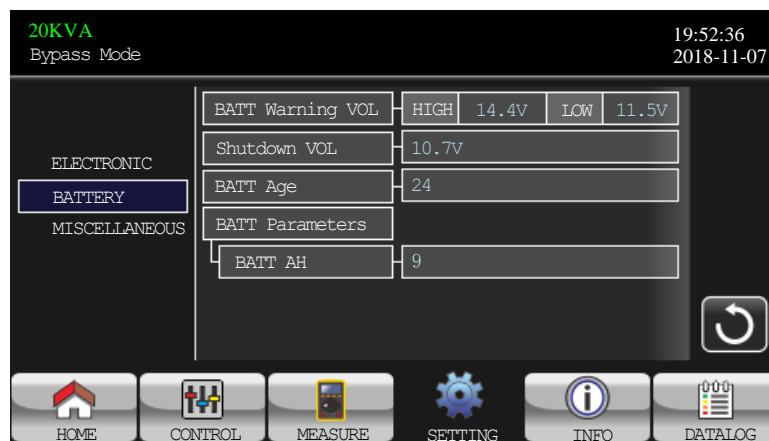 20KVA
Bypass Mode
19:52:36
2018-11-07
ELECTRONIC
BATTERY
MISCELLANEOUS
BATT Warning VOL HIGH 14.4V LOW 11.5V
Shutdown VOL 10.7V
BATT Age 24
BATT Parameters
BATT AH 9
HOME CONTROL MEASURE SETTING INFO DATALOG